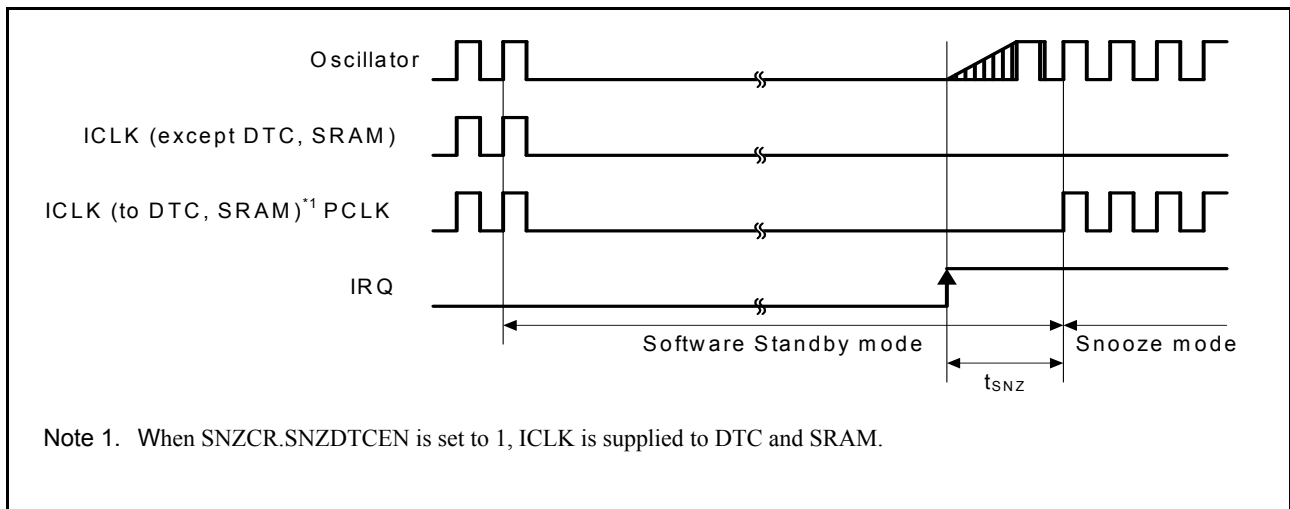 Oscillator
ICLK (except DTC, SRAM)
ICLK (to DTC, SRAM)*1 PCLK
IRQ
Software Standby mode
Snooze mode
tSNZ
Note 1. When SNZCR.SNZDTCEN is set to 1, ICLK is supplied to DTC and SRAM.